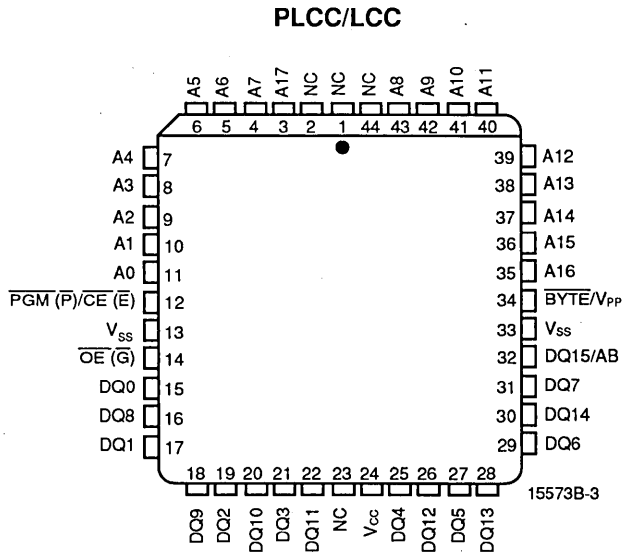 PLCC/LCC
A5 A6 A7 A17 NC NC NC A8 A9 A10 A11
6 5 4 3 2 1 44 43 42 41 40
A4 7 39 A12
A3 8 38 A13
A2 9 37 A14
A1 10 36 A15
A0 11 35 A16
PGM (P)/CE (E) 12 34 BYTE/VPP
VSS 13 33 VSS
OE (G) 14 32 DQ15/AB
DQ0 15 31 DQ7
DQ8 16 30 DQ14
DQ1 17 29 DQ6
18 19 20 21 22 23 24 25 26 27 28
DQ9 DQ2 DQ10 DQ3 DQ11 NC VCC DQ4 DQ12 DQ5 DQ13
15573B-3